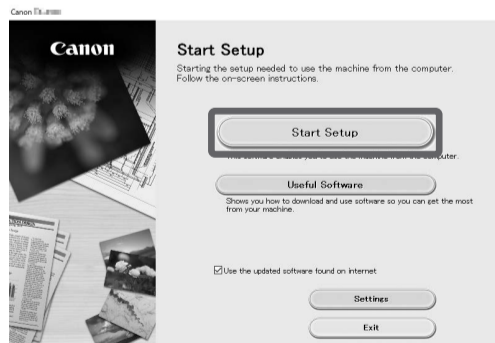 Canon
Canon
Start Setup
Starting the setup needed to use the machine from the computer.
Follow the on-screen instructions.
Start Setup
Useful Software
Shows you how to download and use software so you can get the most
from your machine.
Use the updated software found on internet
Settings
Exit